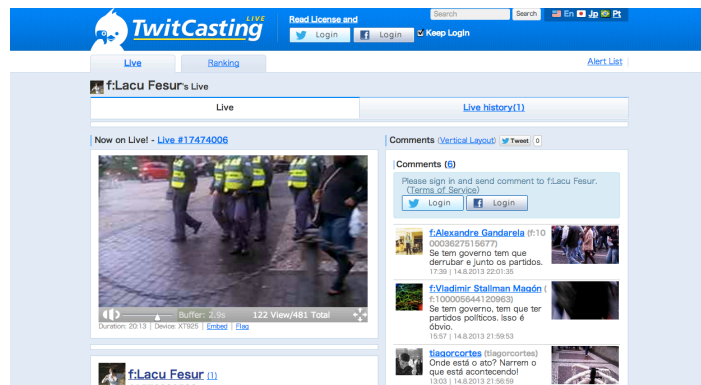 TwitCasting LIVE
Read License and
Login
Login
Keep Login
Search
Search
En Jp Pt
Live
Ranking
Alert List
f:Lacu Fesur's Live
Live
Live history(1)
Now on Live! - Live #17474006
Buffer: 2.9s 122 View/481 Total
Duration: 20:13 | Device: XT925 | Embed | Flag
f:Lacu Fesur (1)
Comments (Vertical Layout) Tweet 0
Comments (6)
Please sign in and send comment to f:Lacu Fesur.
(Terms of Service)
Login
Login
f:Alexandre Gandarela (f:10
0003627515677)
Se tem governo tem que
derrubar e junto os partidos.
17:39 | 14.8.2013 22:01:35
f:Vladimir Stallman Magón (
f:100005644120963)
Se tem governo, tem que ter
partidos políticos. isso é
óbvio.
15:57 | 14.8.2013 21:59:53
tiagorcortes (tiagorcortes)
Onde está o ato? Narrem o
que está acontecendo!
13:03 | 14.8.2013 21:56:59